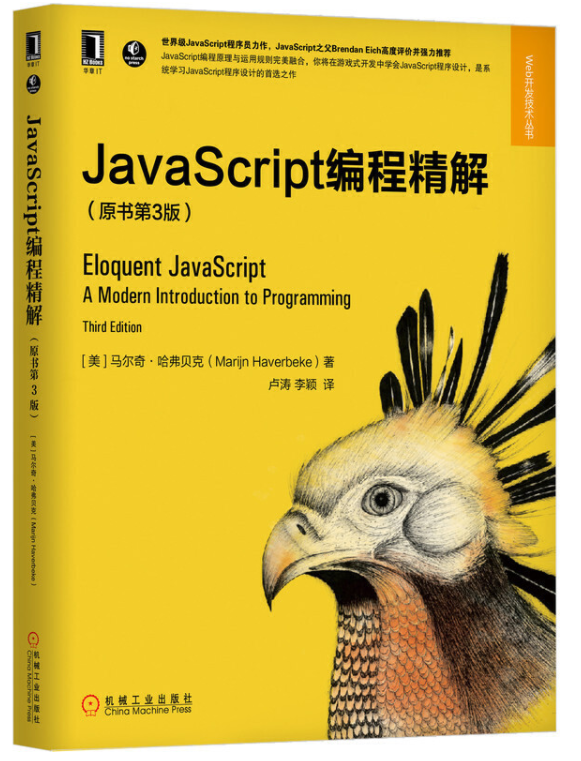 HZ Books
华章IT
no starch press
世界级JavaScript程序员力作，JavaScript之父Brendan Eich高度评价并强力推荐
JavaScript编程原理与运用规则完美融合，你将在游戏式开发中学会JavaScript程序设计，是系
统学习JavaScript程序设计的首选之作
Web开发技术丛书
JavaScript编程精解
（原书第3版）
Eloquent JavaScript
A Modern Introduction to Programming
Third Edition
［美］马尔奇·哈弗贝克（Marijn Haverbeke）著
卢涛 李颖 译
机械工业出版社
China Machine Press
HZ Books
华章IT
JavaScript编程精解（原书第3版）
［美］马尔奇·哈弗贝克（Marijn Haverbeke）
机械工业出版社
China Machine Press